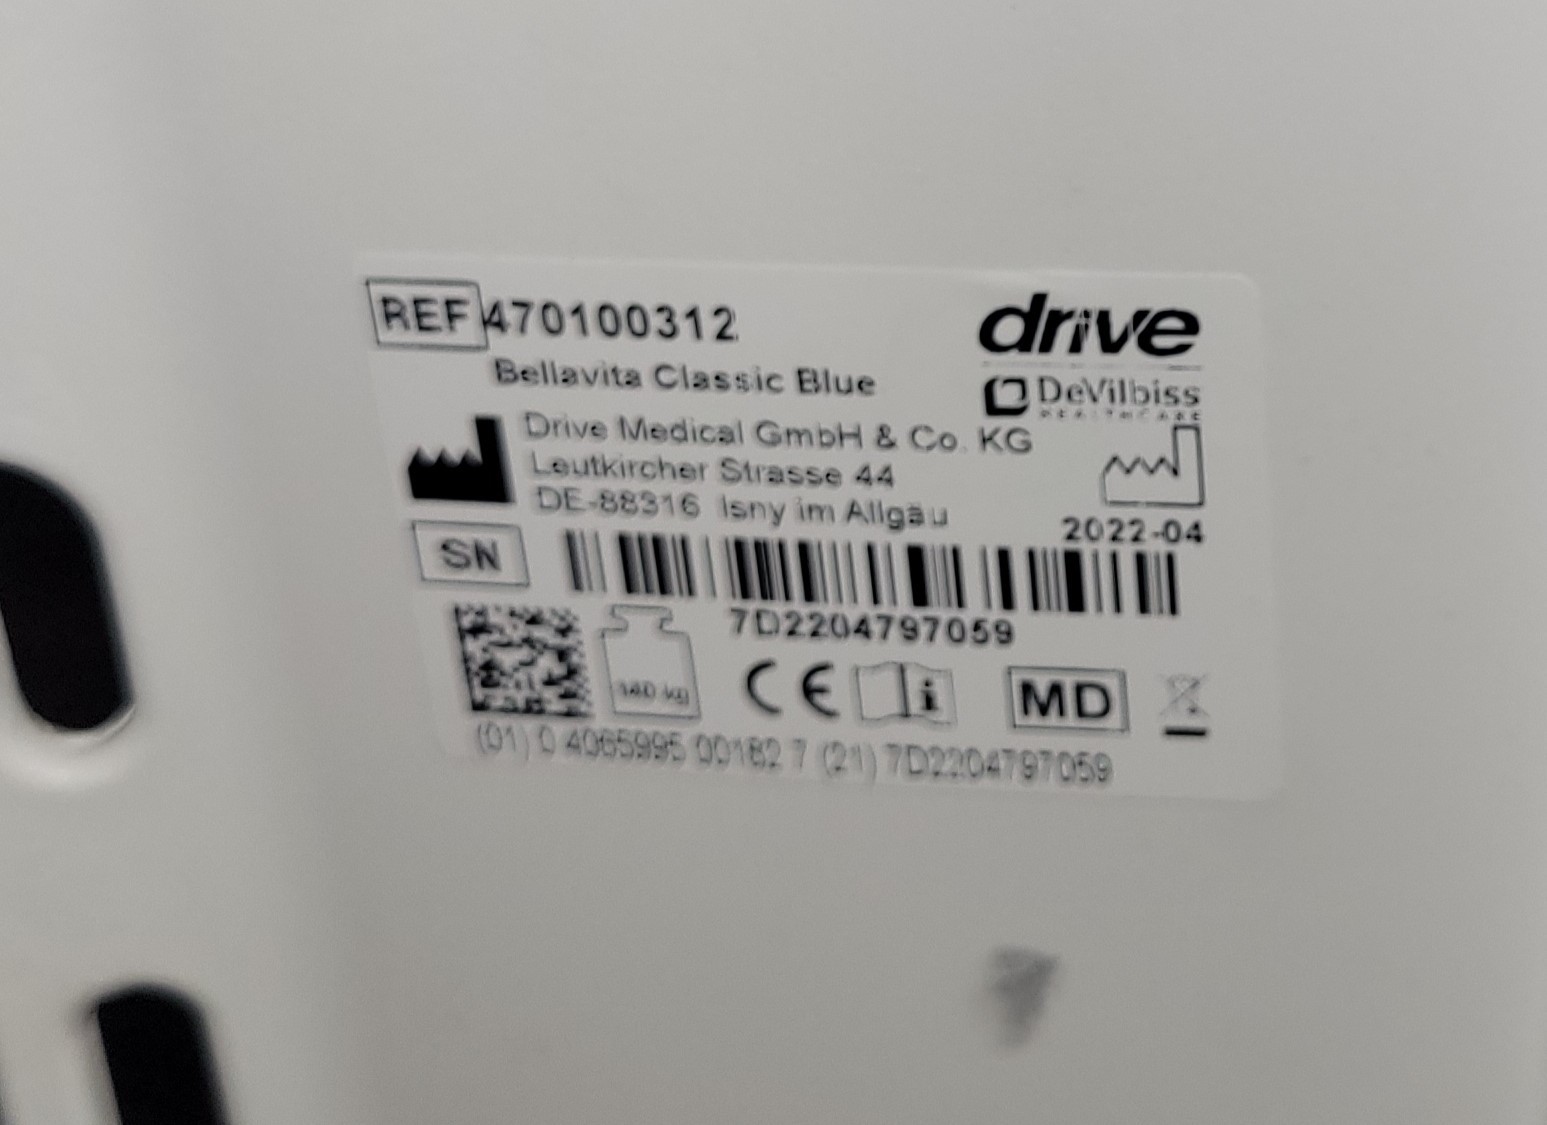 REF 470100312
drive
Bellavita Classic Blue
DeVilbiss
HEALTHCARE
Drive Medical GmbH & Co. KG
Leutkircher Strasse 44
DE-88316 Isny im Allgäu
2022-04
SN
7D2204797059
140 kg
CE
i
MD
(01) 0 4065995 00182 7 (21) 7D2204797059